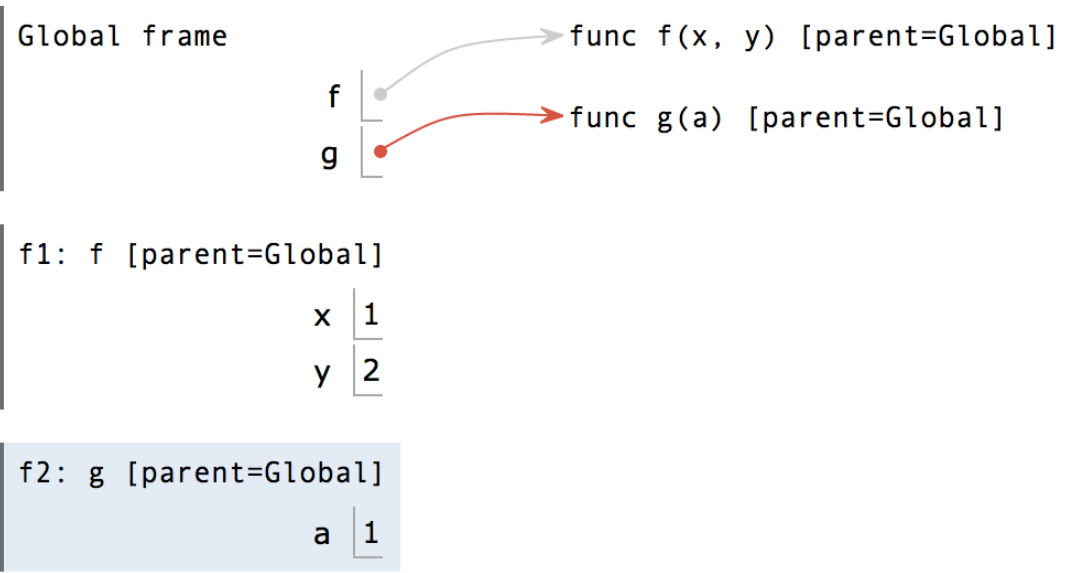 Global frame
func f(x, y) [parent=Global]
f
func g(a) [parent=Global]
g
f1: f [parent=Global]
x 1
y 2
f2: g [parent=Global]
a 1